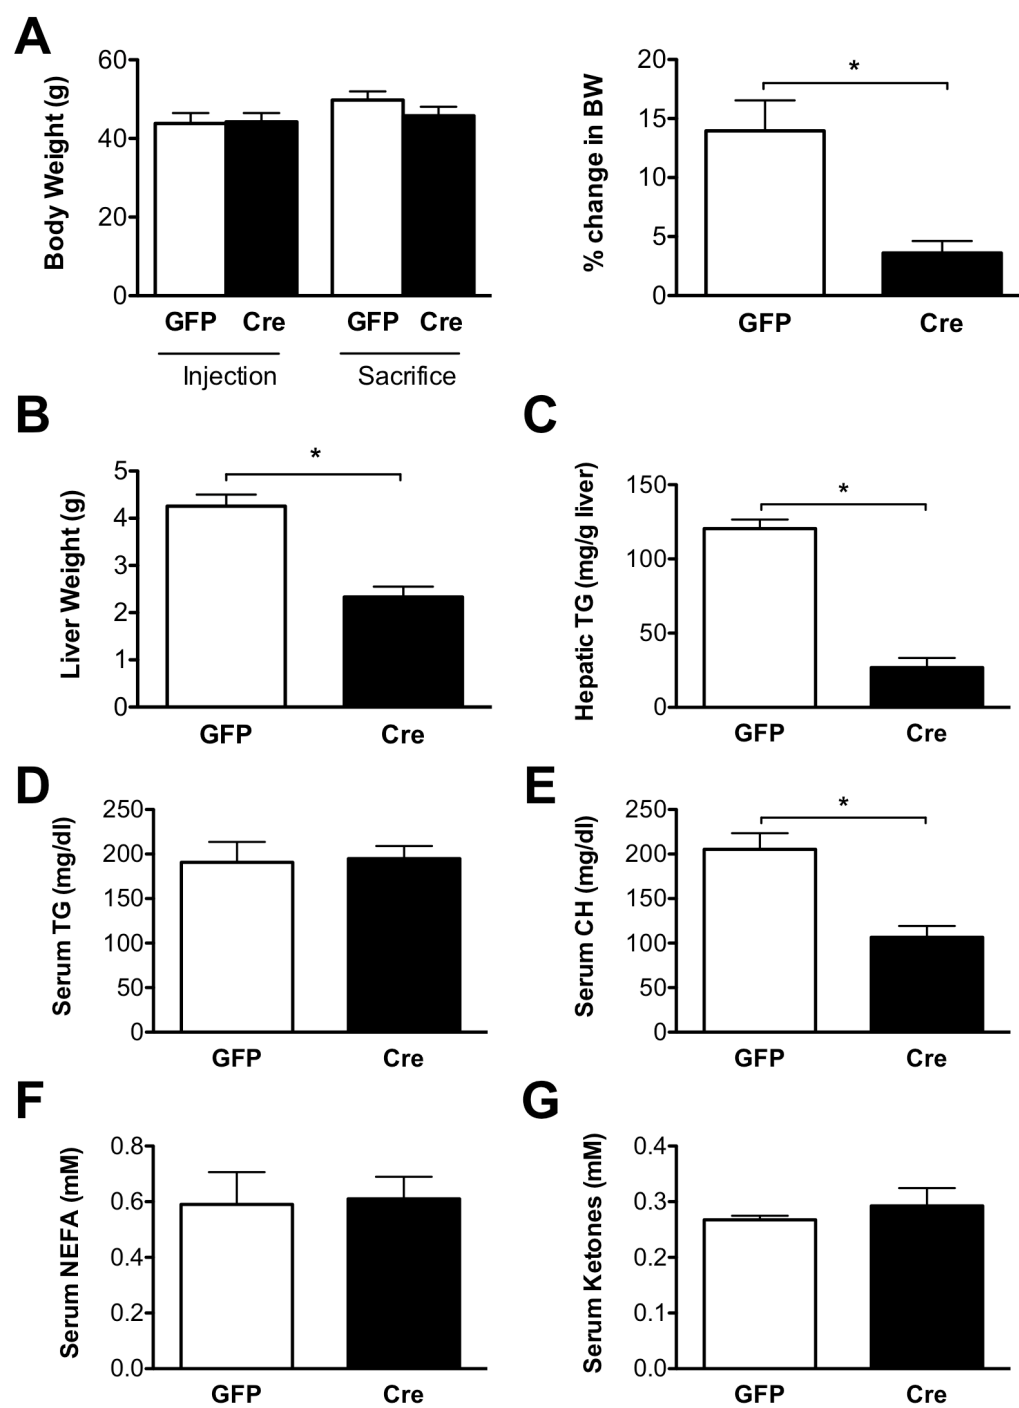 A
Body Weight (g)
60
40
20
0
GFP Cre GFP Cre
Injection Sacrifice
% change in BW
20
15
10
5
0
*
GFP Cre
B
Liver Weight (g)
5
4
3
2
1
0
*
GFP Cre
C
Hepatic TG (mg/g liver)
150
100
50
0
*
GFP Cre
D
Serum TG (mg/dl)
250
200
150
100
50
0
GFP Cre
E
Serum CH (mg/dl)
250
200
150
100
50
0
*
GFP Cre
F
Serum NEFA (mM)
0.8
0.6
0.4
0.2
0.0
GFP Cre
G
Serum Ketones (mM)
0.4
0.3
0.2
0.1
0.0
GFP Cre